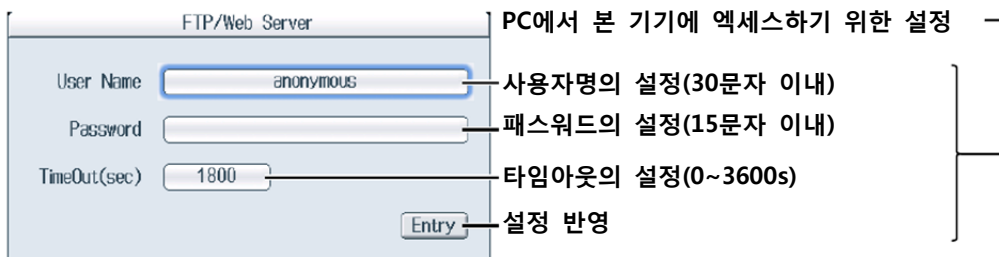 FTP/Web Server PC에서 본 기기에 엑세스하기 위한 설정
User Name anonymous 사용자명의 설정(30문자 이내)
Password 패스워드의 설정(15문자 이내)
TimeOut(sec) 1800 타임아웃의 설정(0~3600s)
Entry 설정 반영